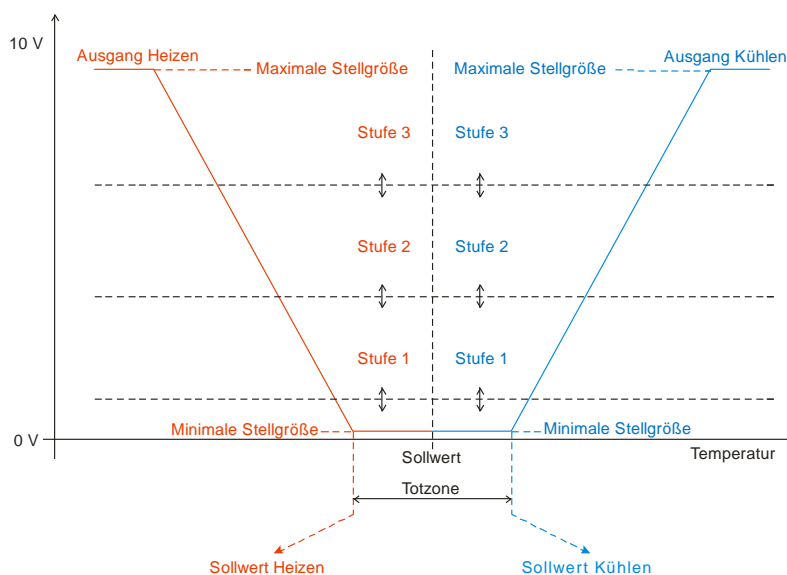 10 V
Ausgang Heizen
Ausgang Kühlen
Maximale Stellgröße
Maximale Stellgröße
Stufe 3
Stufe 3
Stufe 2
Stufe 2
Stufe 1
Stufe 1
Minimale Stellgröße
Minimale Stellgröße
0 V
Sollwert
Temperatur
Totzone
Sollwert Heizen
Sollwert Kühlen